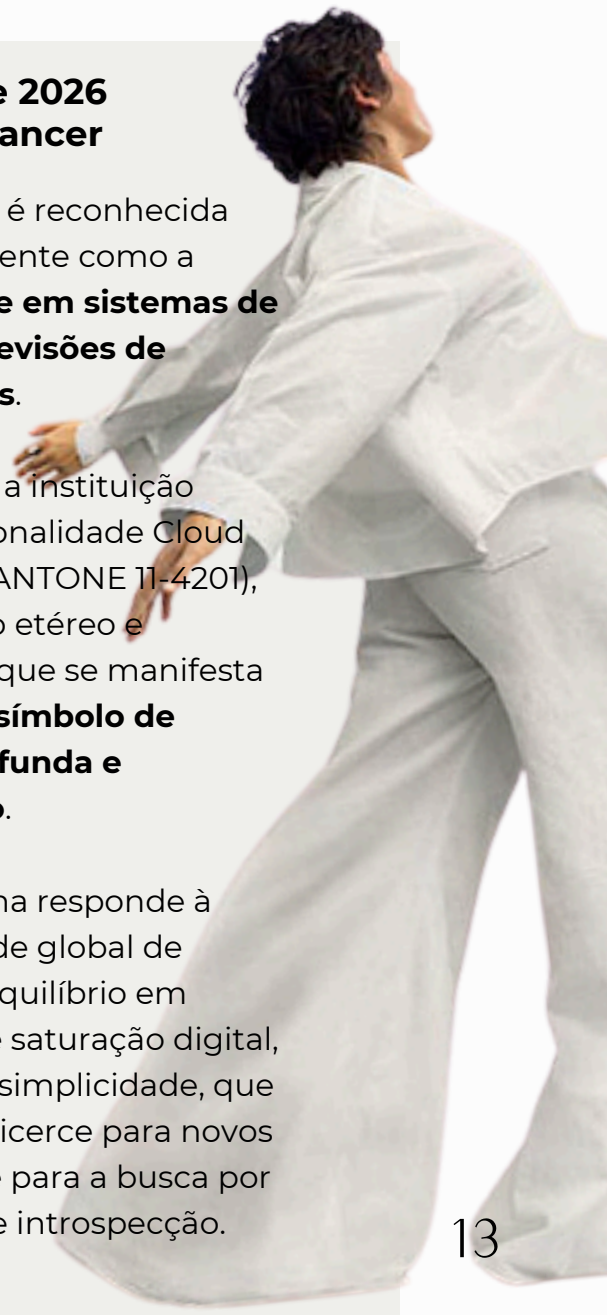 e 2026
ancer
é reconhecida
ente como a
e em sistemas de
evisões de
s.
a instituição
onalidade Cloud
ANTONE 11-4201),
o etéreo e
que se manifesta
símbolo de
funda e
o.
na responde à
de global de
quilíbrio em
e saturação digital,
simplicidade, que
icerce para novos
e para a busca por
e introspecção.
13